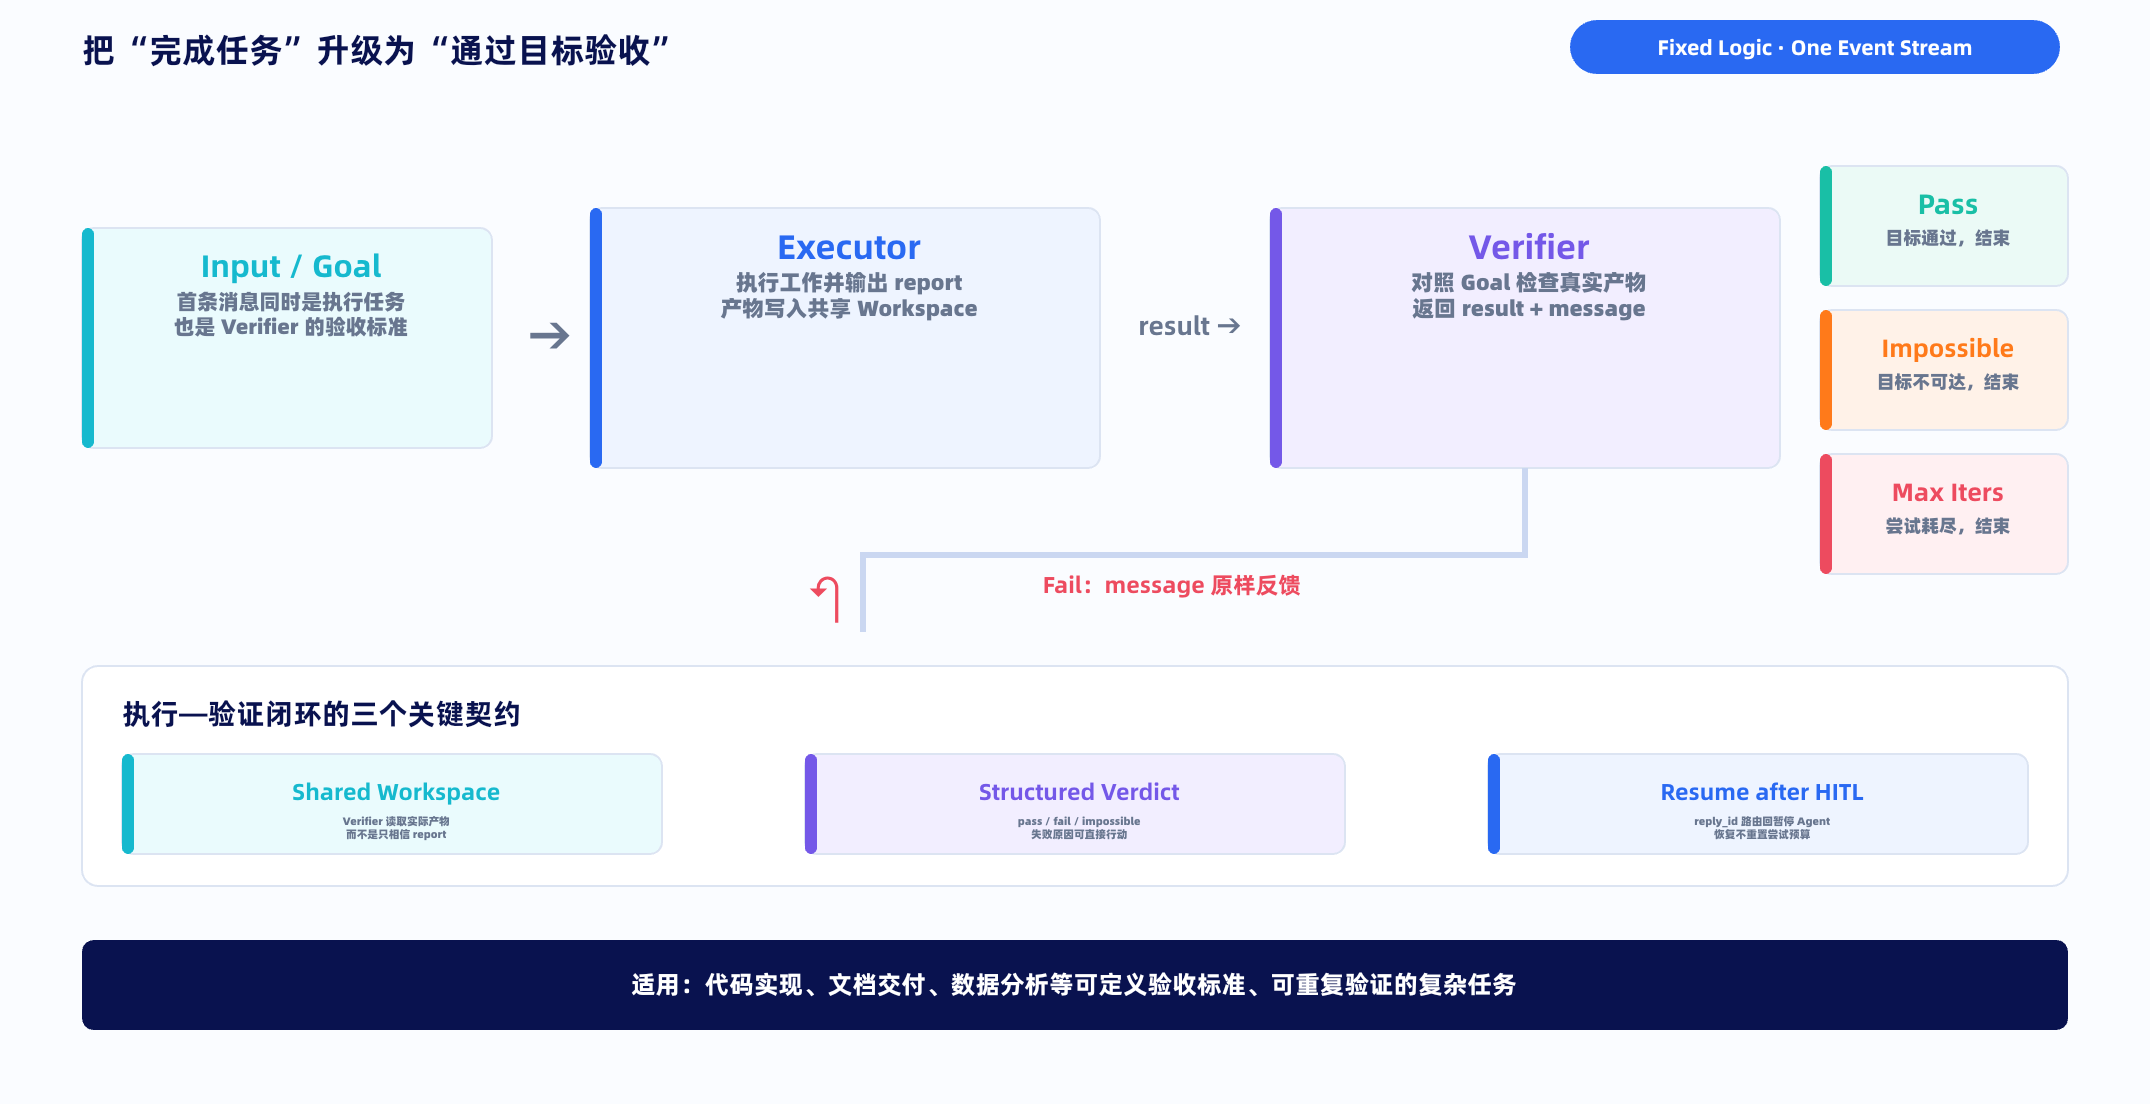 把“完成任务”升级为“通过目标验收”
Fixed Logic · One Event Stream
Input / Goal
首条消息同时是执行任务
也是 Verifier 的验收标准
→
Executor
执行工作并输出 report
产物写入共享 Workspace
result →
Verifier
对照 Goal 检查真实产物
返回 result + message
Pass
目标通过，结束
Impossible
目标不可达，结束
Max Iters
尝试耗尽，结束
Fail：message 原样反馈
执行—验证闭环的三个关键契约
Shared Workspace
Verifier 读取实际产物
而不是只相信 report
Structured Verdict
pass / fail / impossible
失败原因可直接行动
Resume after HITL
reply_id 路由回暂停 Agent
恢复不重置尝试预算
适用：代码实现、文档交付、数据分析等可定义验收标准、可重复验证的复杂任务